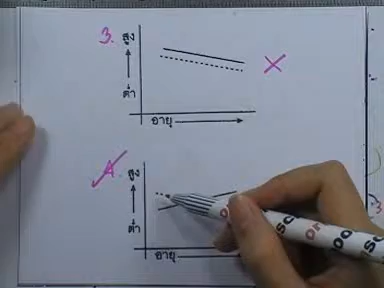 3. สูง
ต่ำ
อายุ
X
4. สูง
ต่ำ
อายุ